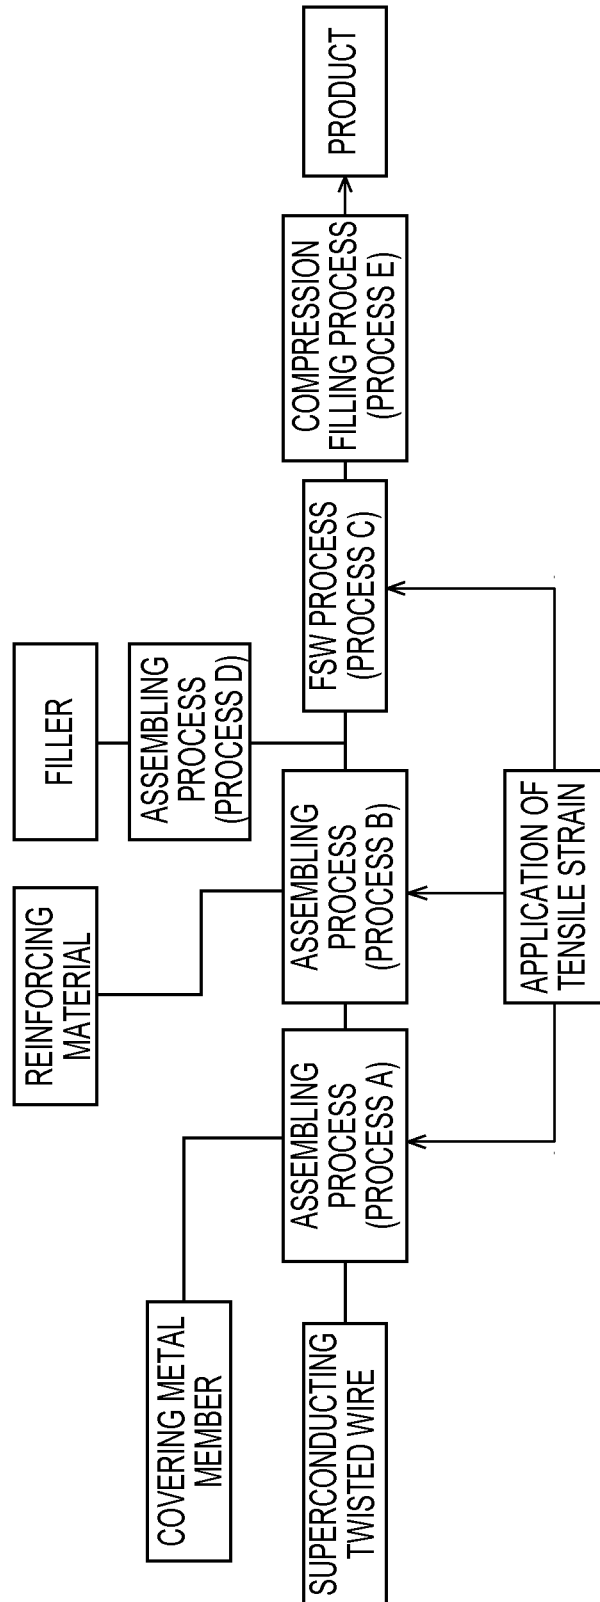 COVERING METAL
MEMBER
SUPERCONDUCTING
TWISTED WIRE
REINFORCING
MATERIAL
ASSEMBLING
PROCESS
(PROCESS A)
ASSEMBLING
PROCESS
(PROCESS B)
APPLICATION OF
TENSILE STRAIN
FILLER
ASSEMBLING
PROCESS
(PROCESS D)
FSW PROCESS
(PROCESS C)
COMPRESSION
FILLING PROCESS
(PROCESS E)
PRODUCT